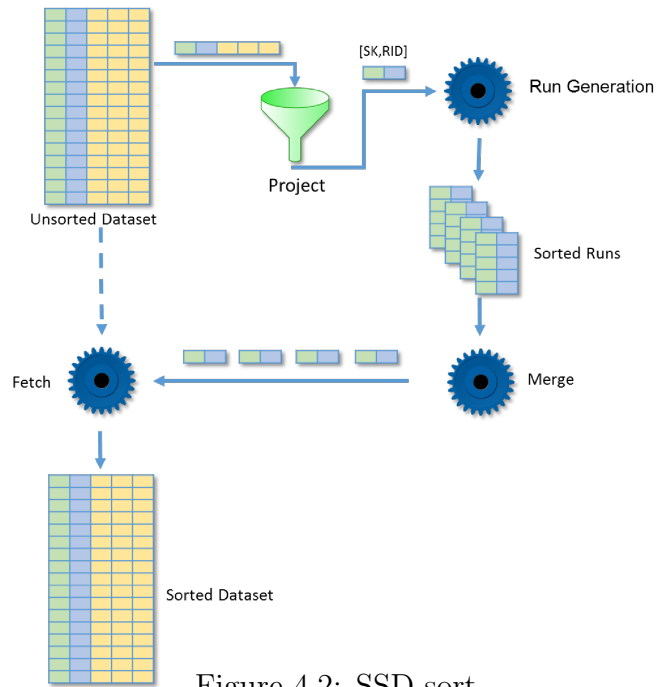 [SK,RID]
Run Generation
Project
Unsorted Dataset
Sorted Runs
Fetch
Merge
Sorted Dataset
Figure 4.2: SSD sort